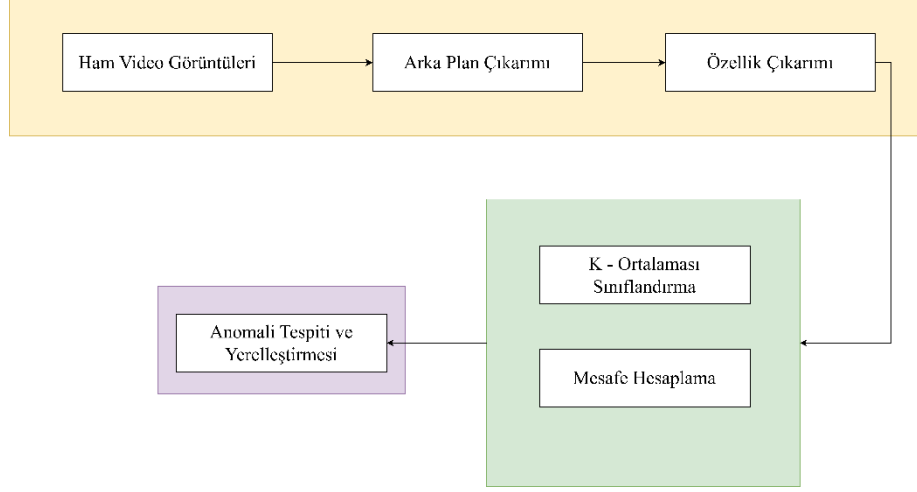 Ham Video Görüntüleri
Arka Plan Çıkarımı
Özellik Çıkarımı
K - Ortalaması
Sınıflandırma
Mesafe Hesaplama
Anomali Tespiti ve
Yerelleştirmesi